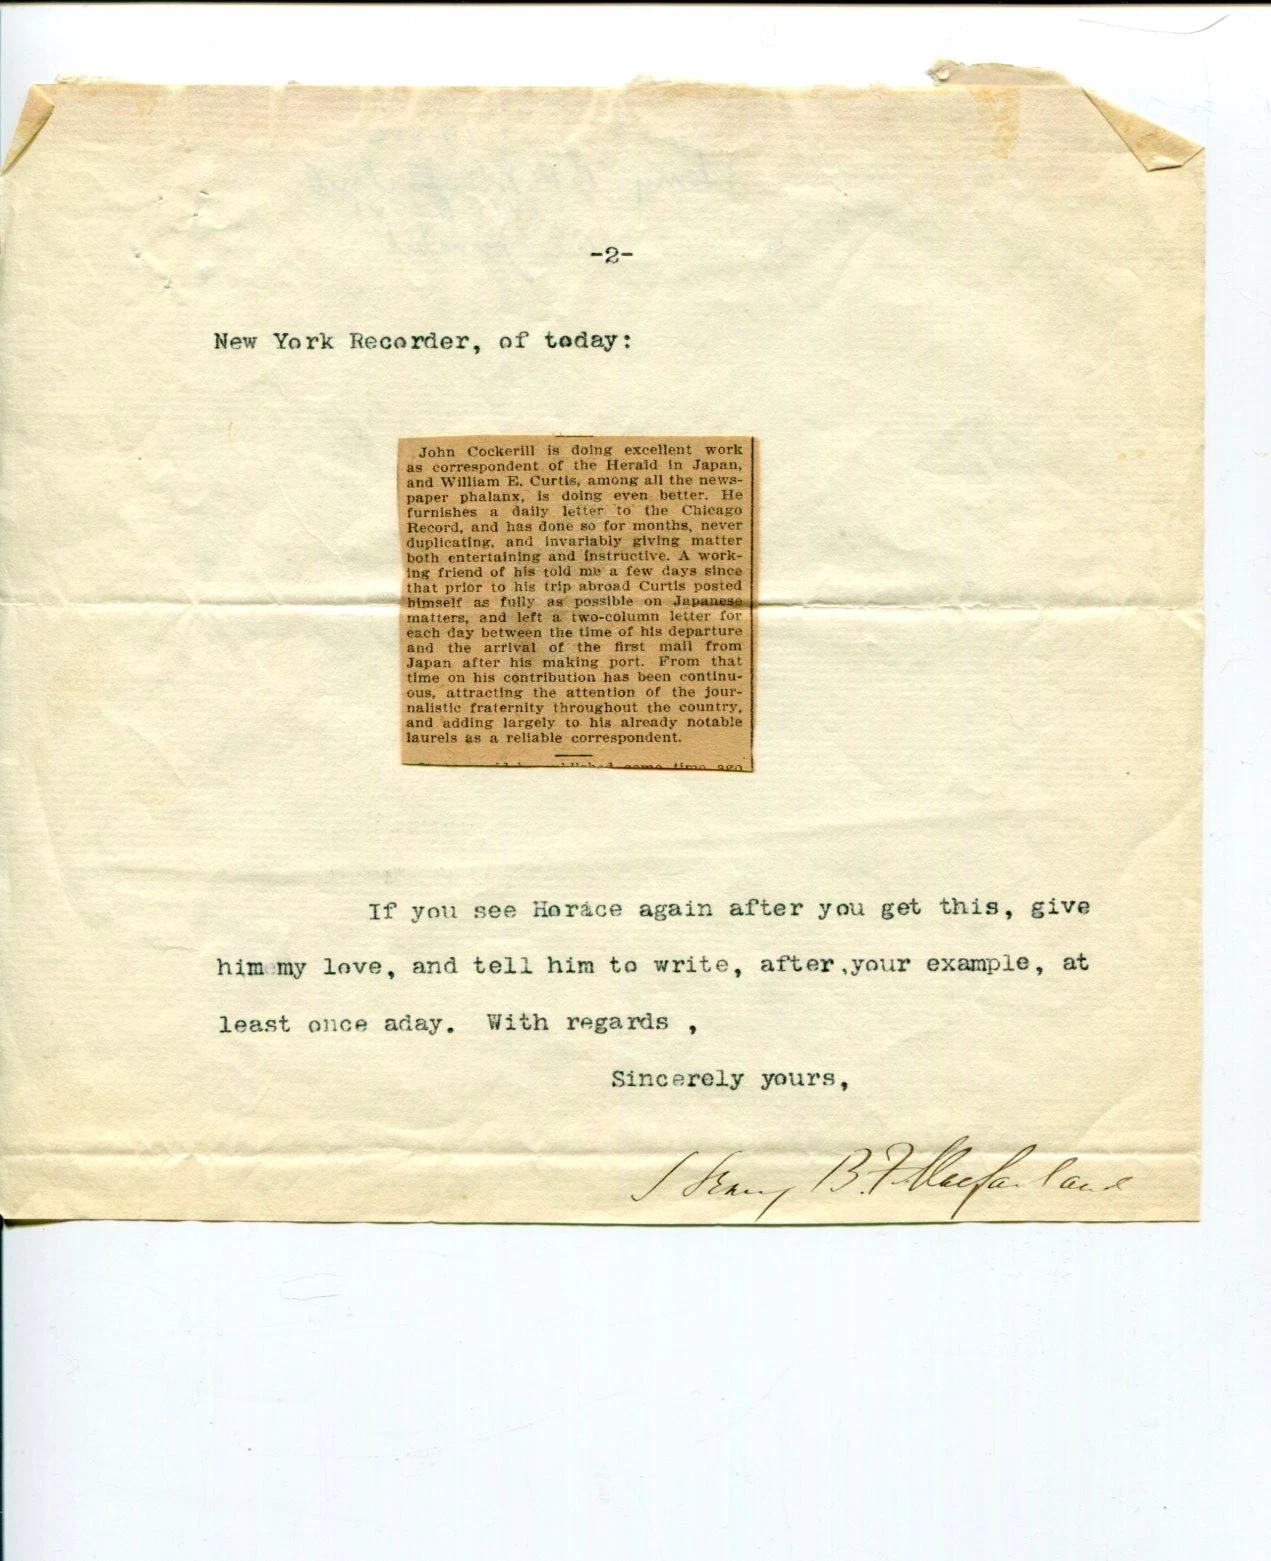 -2-
New York Recorder, of today:
John Cockerill is doing excellent work
as correspondent of the Herald in Japan,
and William E. Curtis, among all the news-
paper phalanx, is doing even better. He
furnishes a daily letter to the Chicago
Record, and has done so for months, never
duplicating, and invariably giving matter
both entertaining and instructive. A work-
ing friend of his told me a few days since
that prior to his trip abroad Curtis posted
himself as fully as possible on Japanese
matters, and left a two-column letter for
each day between the time of his departure
and the arrival of the first mail from
Japan after his making port. From that
time on his contribution has been continu-
ous, attracting the attention of the jour-
nalistic fraternity throughout the country,
and adding largely to his already notable
laurels as a reliable correspondent.
some time ago
If you see Horace again after you get this, give
him my love, and tell him to write, after,your example, at
least once aday. With regards ,
Sincerely yours,
Henry B. F. Macfarland